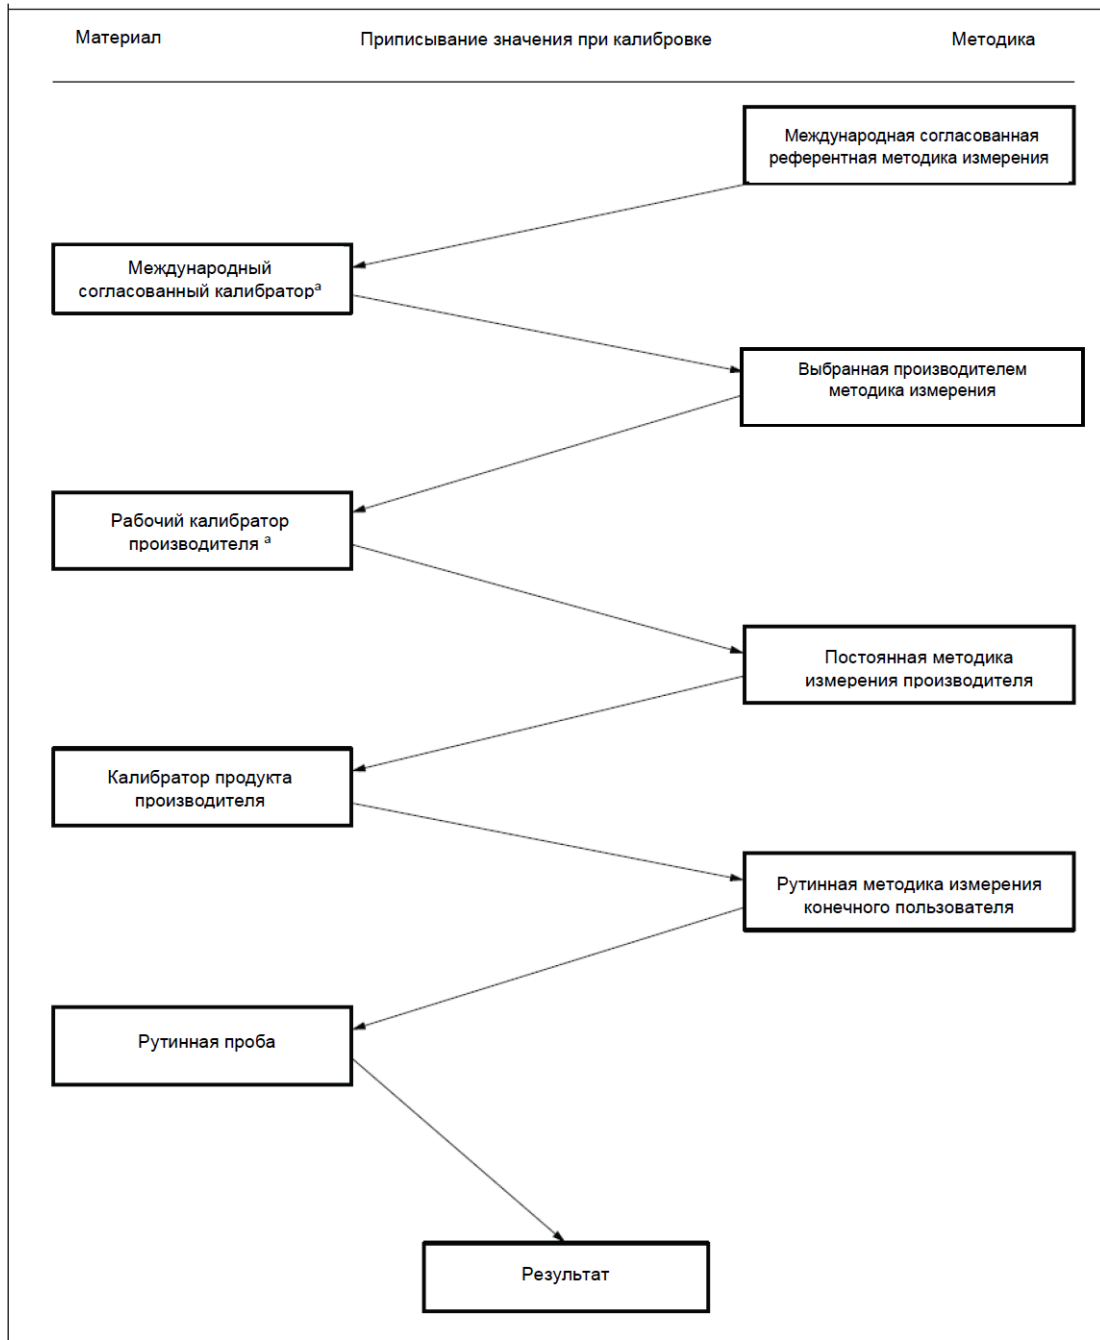 Материал
Приписывание значения при калибровке
Методика
Международная согласованная
референтная методика измерения
Международный
согласованный калибраторª
Выбранная производителем
методика измерения
Рабочий калибратор
производителя ª
Постоянная методика
измерения производителя
Калибратор продукта
производителя
Рутинная методика измерения
конечного пользователя
Рутинная проба
Результат